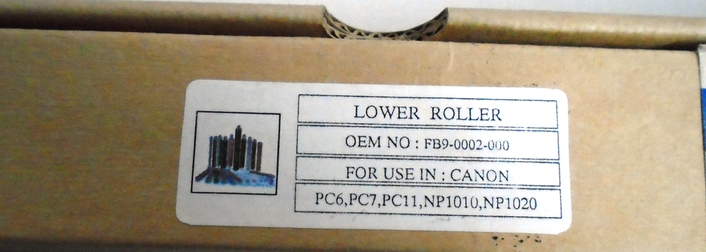 LOWER ROLLER
OEM NO : FB9-0002-000
FOR USE IN : CANON
PC6,PC7,PC11,NP1010,NP1020